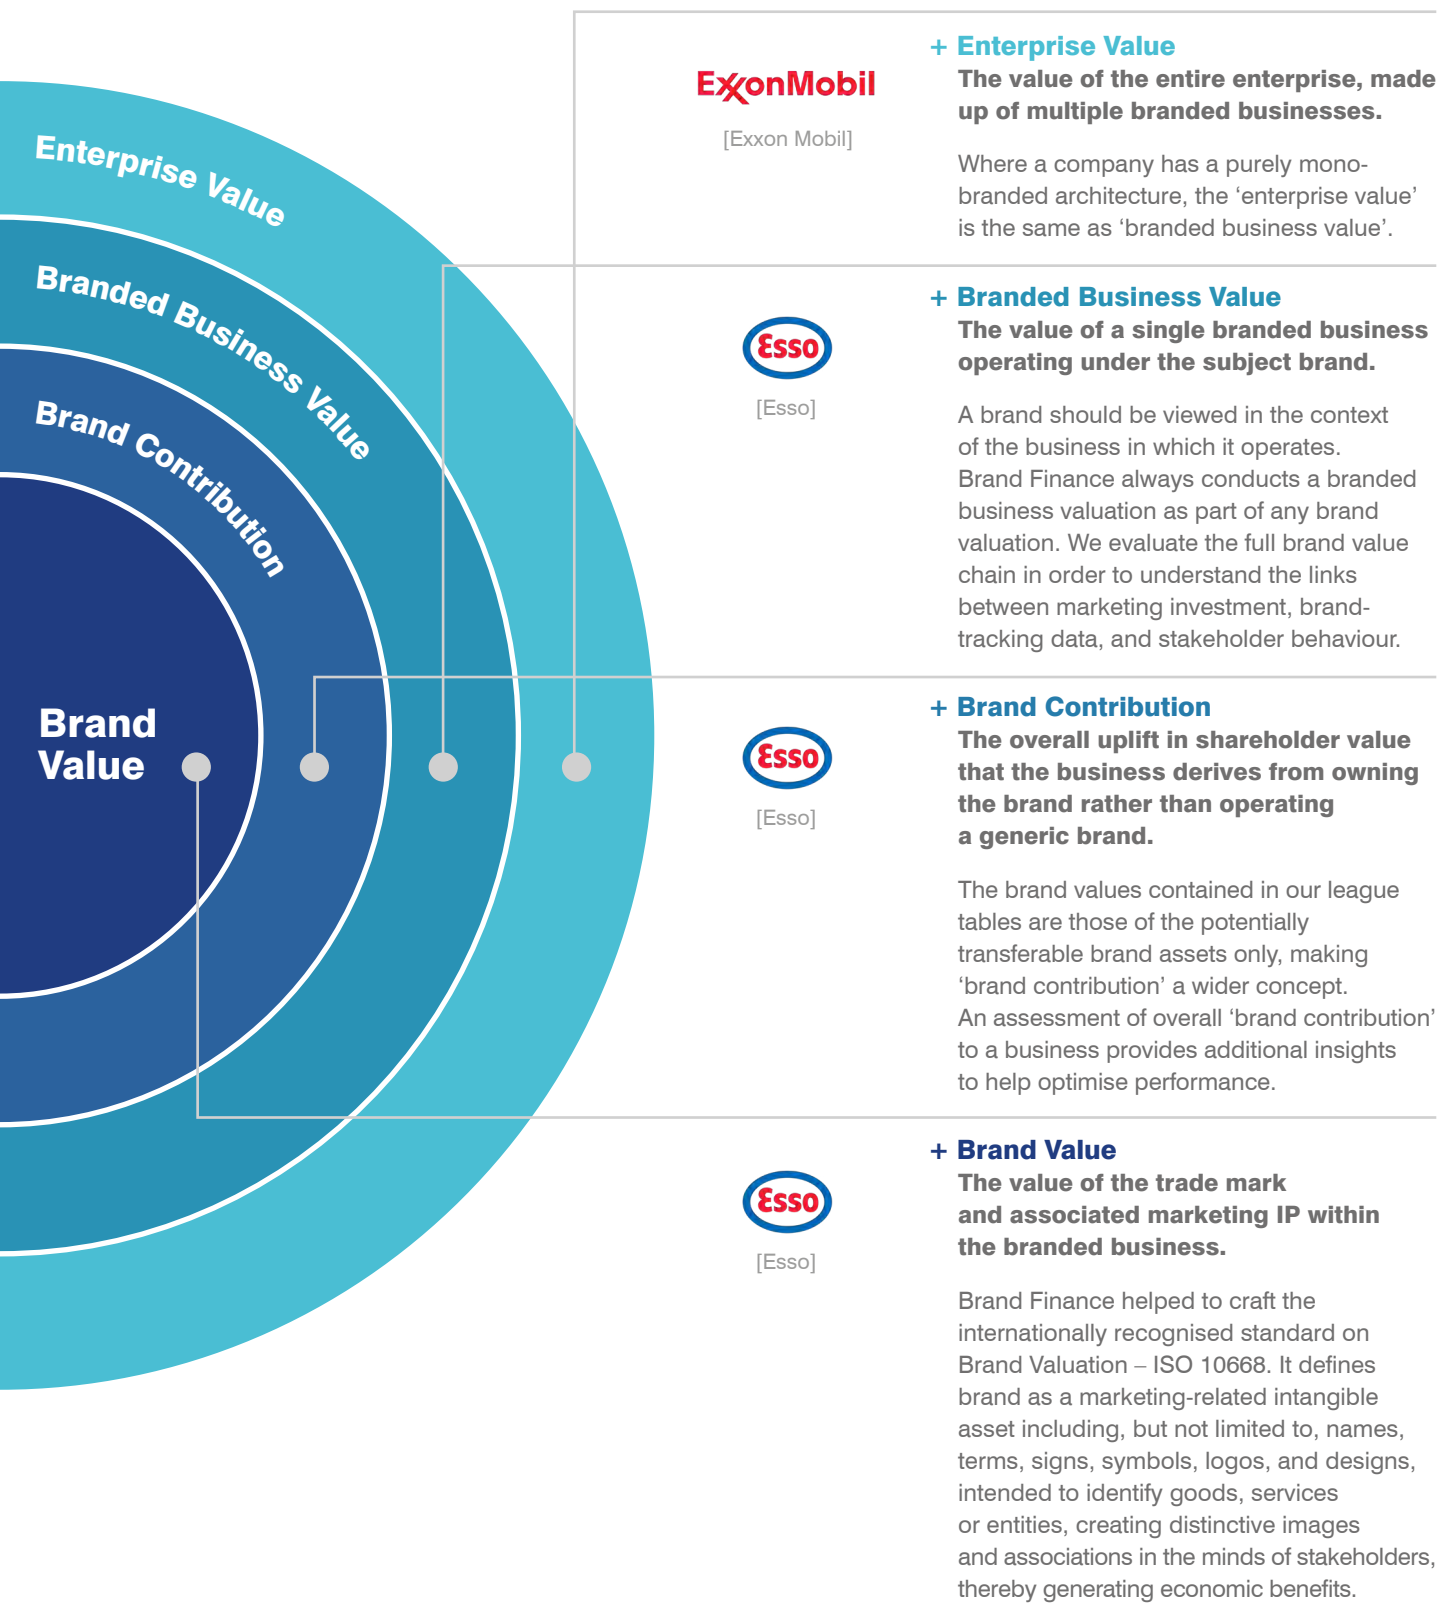 Enterprise Value
Branded Business Value
Brand Contribution
Brand
Value
ExxonMobil
[Exxon Mobil]
+ Enterprise Value
The value of the entire enterprise, made
up of multiple branded businesses.
Where a company has a purely mono-
branded architecture, the ‘enterprise value’
is the same as ‘branded business value’.
Esso
[Esso]
+ Branded Business Value
The value of a single branded business
operating under the subject brand.
A brand should be viewed in the context
of the business in which it operates.
Brand Finance always conducts a branded
business valuation as part of any brand
valuation. We evaluate the full brand value
chain in order to understand the links
between marketing investment, brand-
tracking data, and stakeholder behaviour.
Esso
[Esso]
+ Brand Contribution
The overall uplift in shareholder value
that the business derives from owning
the brand rather than operating
a generic brand.
The brand values contained in our league
tables are those of the potentially
transferable brand assets only, making
‘brand contribution’ a wider concept.
An assessment of overall ‘brand contribution’
to a business provides additional insights
to help optimise performance.
Esso
[Esso]
+ Brand Value
The value of the trade mark
and associated marketing IP within
the branded business.
Brand Finance helped to craft the
internationally recognised standard on
Brand Valuation – ISO 10668. It defines
brand as a marketing-related intangible
asset including, but not limited to, names,
terms, signs, symbols, logos, and designs,
intended to identify goods, services
or entities, creating distinctive images
and associations in the minds of stakeholders,
thereby generating economic benefits.